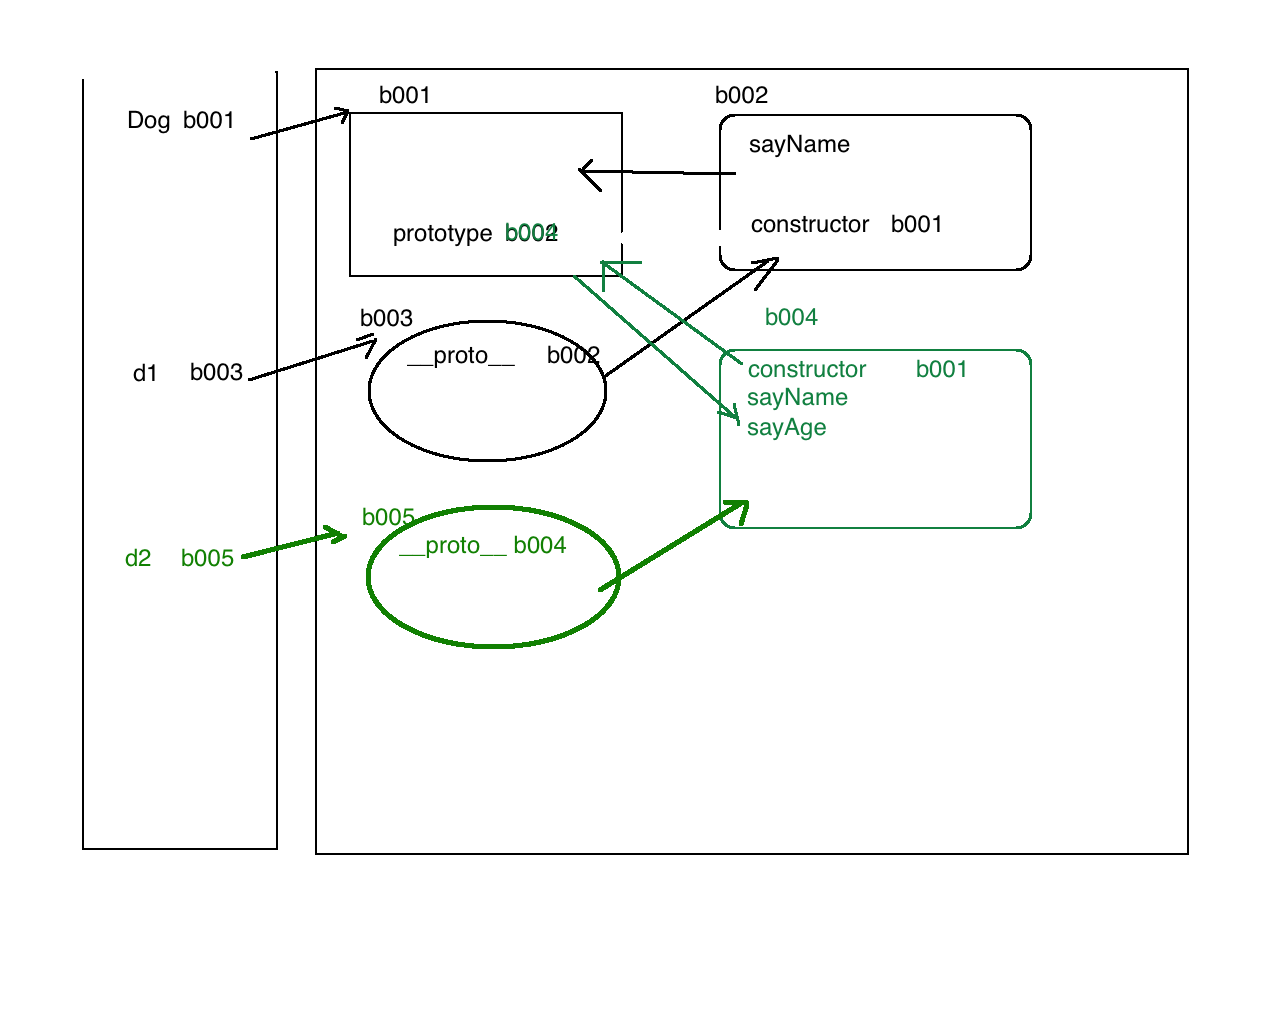 b001
b002
Dog b001
sayName
constructor b001
prototype b002
b004
b003
b004
__proto__ b002
d1 b003
constructor b001
sayName
sayAge
b005
__proto__ b004
d2 b005